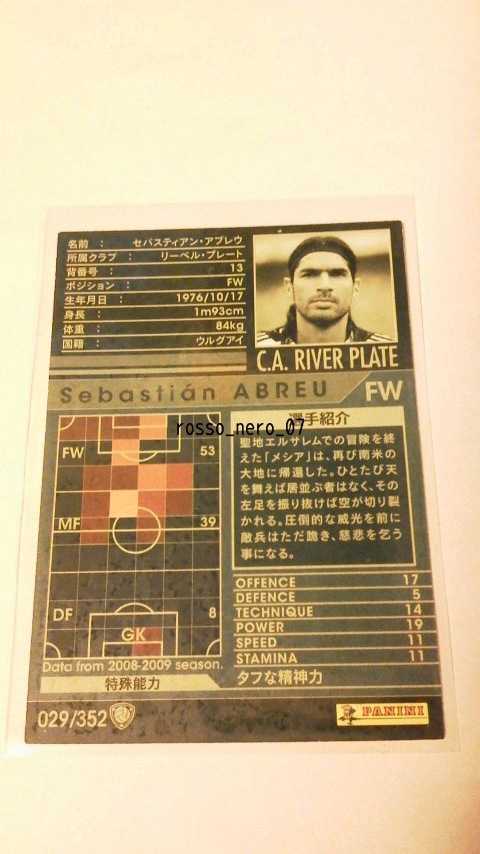 名前 ： セバスティアン・アブレウ
所属クラブ ： リーベル・プレート
背番号 ： 13
ポジション ： FW
生年月日 ： 1976/10/17
身長 ： 1m93cm
体重 ： 84kg
国籍 ： ウルグアイ
C.A. RIVER PLATE
Sebastián ABREU FW
rosso_nero_07
選手紹介
FW 53
MF 39
DF 8
GK
Data from 2008-2009 season.
聖地エルサレムでの冒険を終
えた「メシア」は、再び南米の
大地に帰還した。ひとたび天
を舞えば居並ぶ者はなく、その
左足を振り抜けば空が切り裂
かれる。圧倒的な威光を前に
敵兵はただ跪き、慈悲を乞う
事になる。
OFFENCE 17
DEFENCE 5
TECHNIQUE 14
POWER 19
SPEED 11
STAMINA 11
特殊能力 タフな精神力
029/352
PANINI